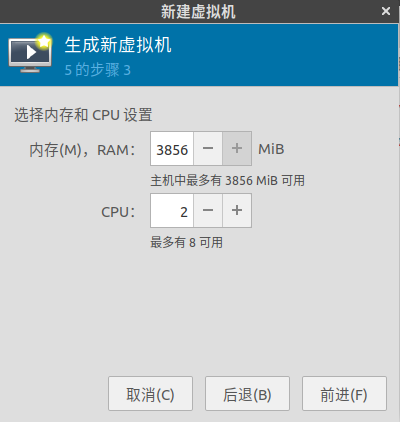 新建虚拟机
生成新虚拟机
5 的步骤 3
选择内存和 CPU 设置
内存(M)，RAM： 3856 − + MiB
主机中最多有 3856 MiB 可用
CPU： 2 − +
最多有 8 可用
取消(C) 后退(B) 前进(F)